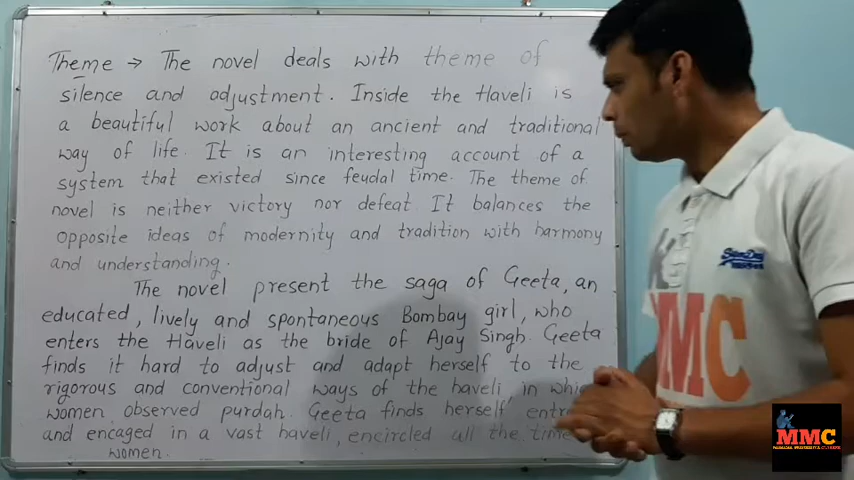 Theme → The novel deals with theme of
silence and adjustment. Inside the Haveli is
a beautiful work about an ancient and traditional
way of life. It is an interesting account of a
system that existed since feudal time. The theme of
novel is neither victory nor defeat. It balances the
opposite ideas of modernity and tradition with harmony
and understanding.
The novel present the saga of Geeta, an
educated, lively and spontaneous Bombay girl, who
enters the Haveli as the bride of Ajay Singh. Geeta
finds it hard to adjust and adapt herself to the
rigorous and conventional ways of the haveli, in
women observed purdah. Geeta finds herself
and encaged in a vast haveli, encircled all the time
women.
MMC
MMC